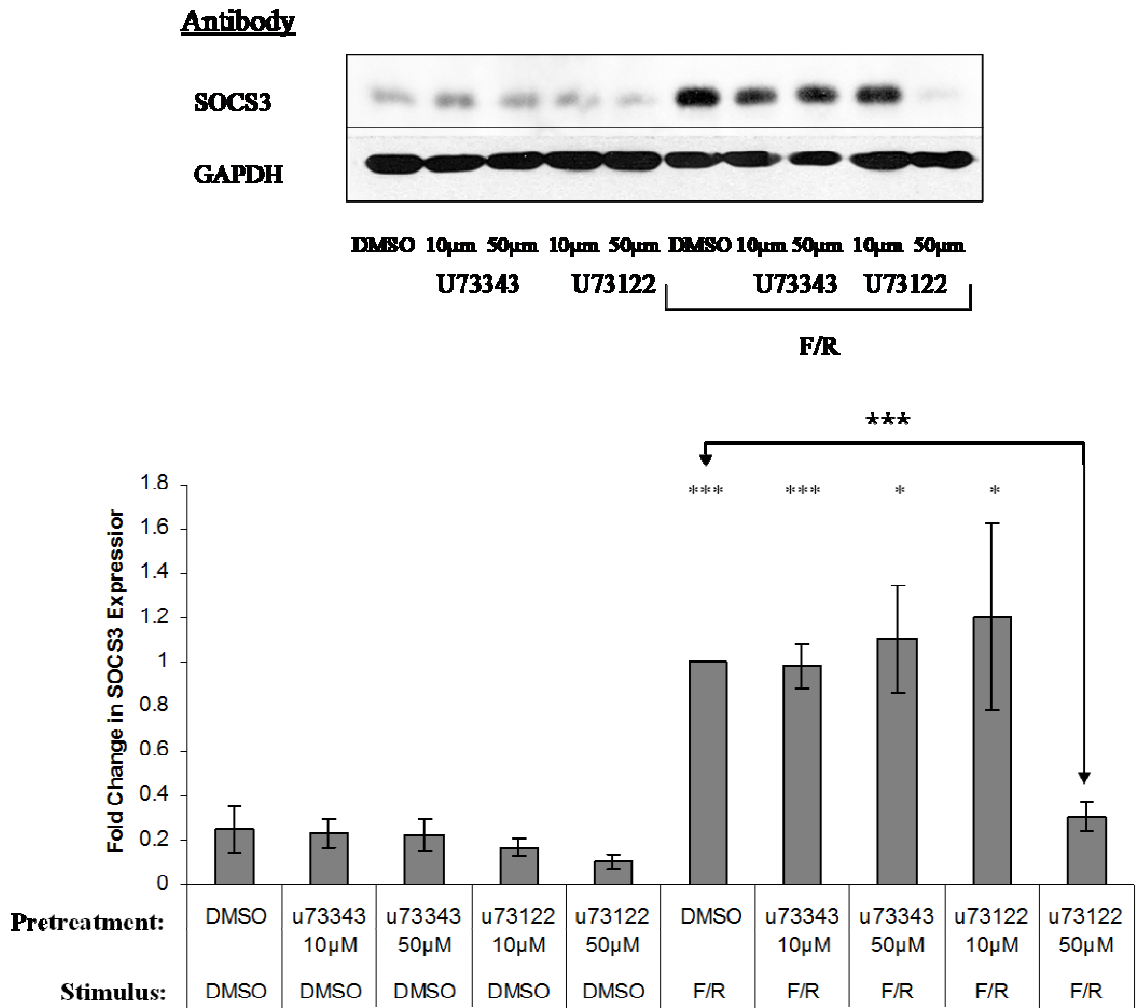 Antibody
SOCS3
GAPDH
DMSO 10μm 50μm 10μm 50μm DMSO 10μm 50μm 10μm 50μm
U73343 U73122 U73343 U73122
F/R
***
*** *** * *
1.8
1.6
1.4
1.2
1
0.8
0.6
0.4
0.2
0
Fold Change in SOCS3 Expression
Pretreatment: DMSO u73343 u73343 u73122 u73122 DMSO u73343 u73343 u73122 u73122
10μM 50μM 10μM 50μM 10μM 50μM 10μM 50μM
Stimulus: DMSO DMSO DMSO DMSO DMSO F/R F/R F/R F/R F/R